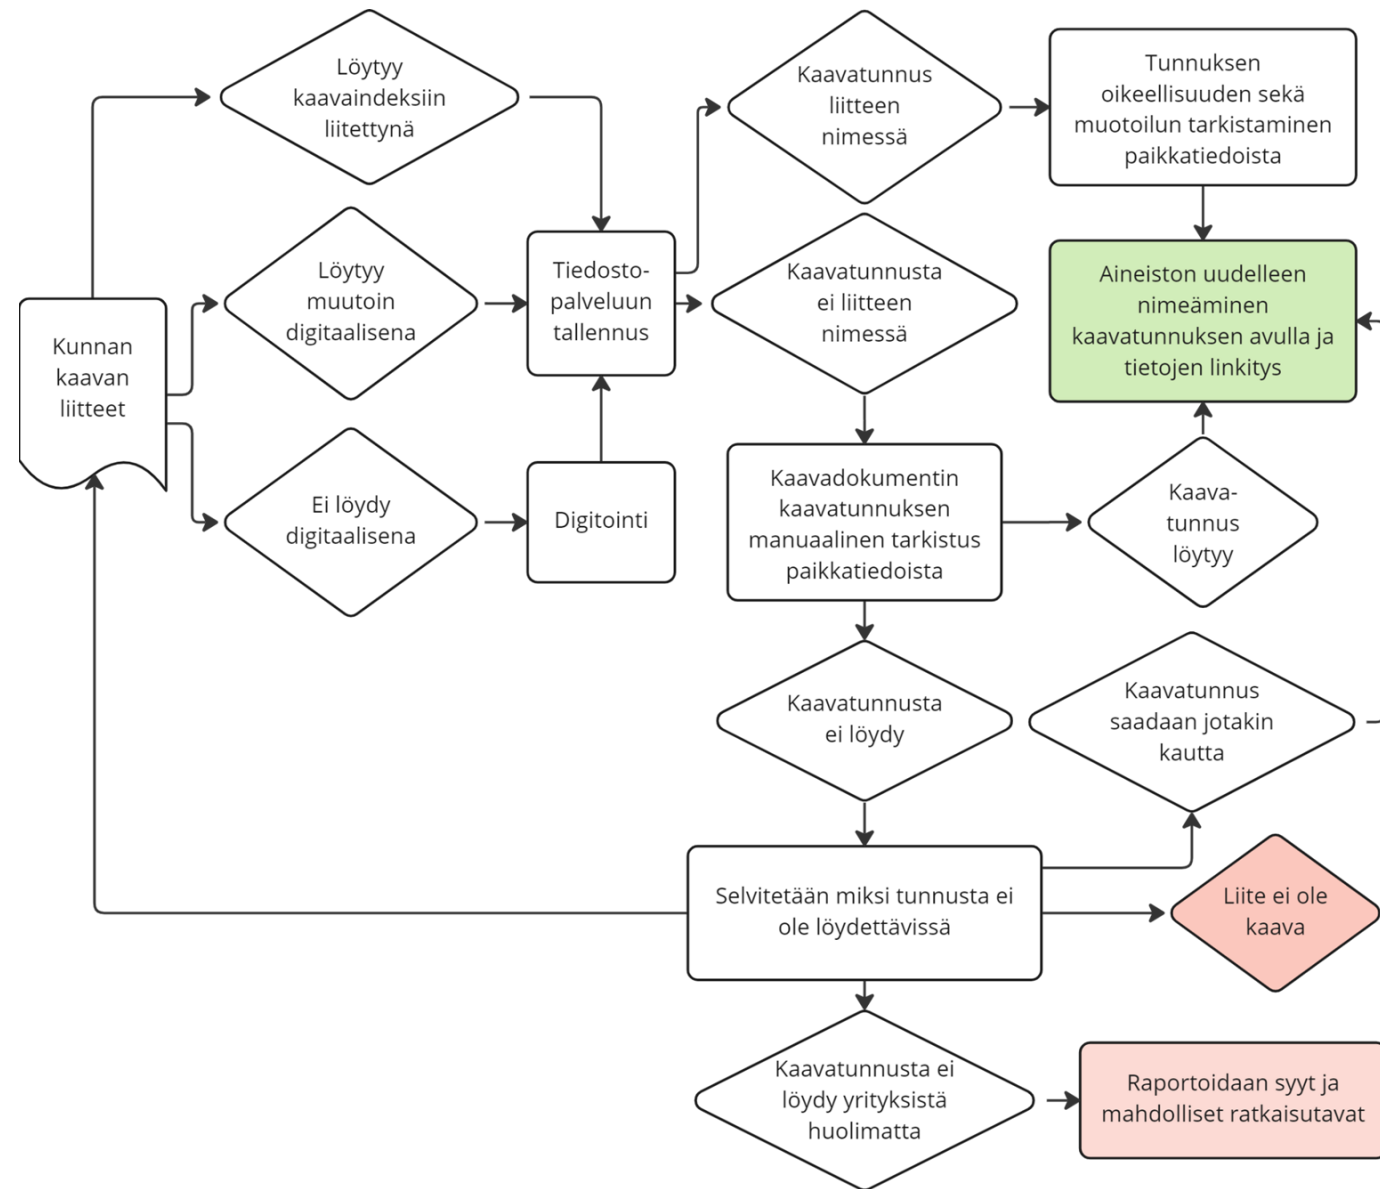 Löytyy
kaavaindeksiin
liitettynä
Kaavatunnus
liitteen
nimessä
Tunnuksen
oikeellisuuden sekä
muotoilun tarkistaminen
paikkatiedoista
Löytyy
muutoin
digitaalisena
Tiedosto-
palveluun
tallennus
Kaavatunnusta
ei liitteen
nimessä
Aineiston uudelleen
nimeäminen
kaavatunnuksen avulla ja
tietojen linkitys
Kunnan
kaavan
liitteet
Ei löydy
digitaalisena
Digitointi
Kaavadokumentin
kaavatunnuksen
manuaalinen tarkistus
paikkatiedoista
Kaava-
tunnus
löytyy
Kaavatunnusta
ei löydy
Kaavatunnus
saadaan jotakin
kautta
Selvitetään miksi tunnusta ei
ole löydettävissä
Liite ei ole
kaava
Kaavatunnusta ei
löydy yrityksistä
huolimatta
Raportoidaan syyt ja
mahdolliset ratkaisutavat